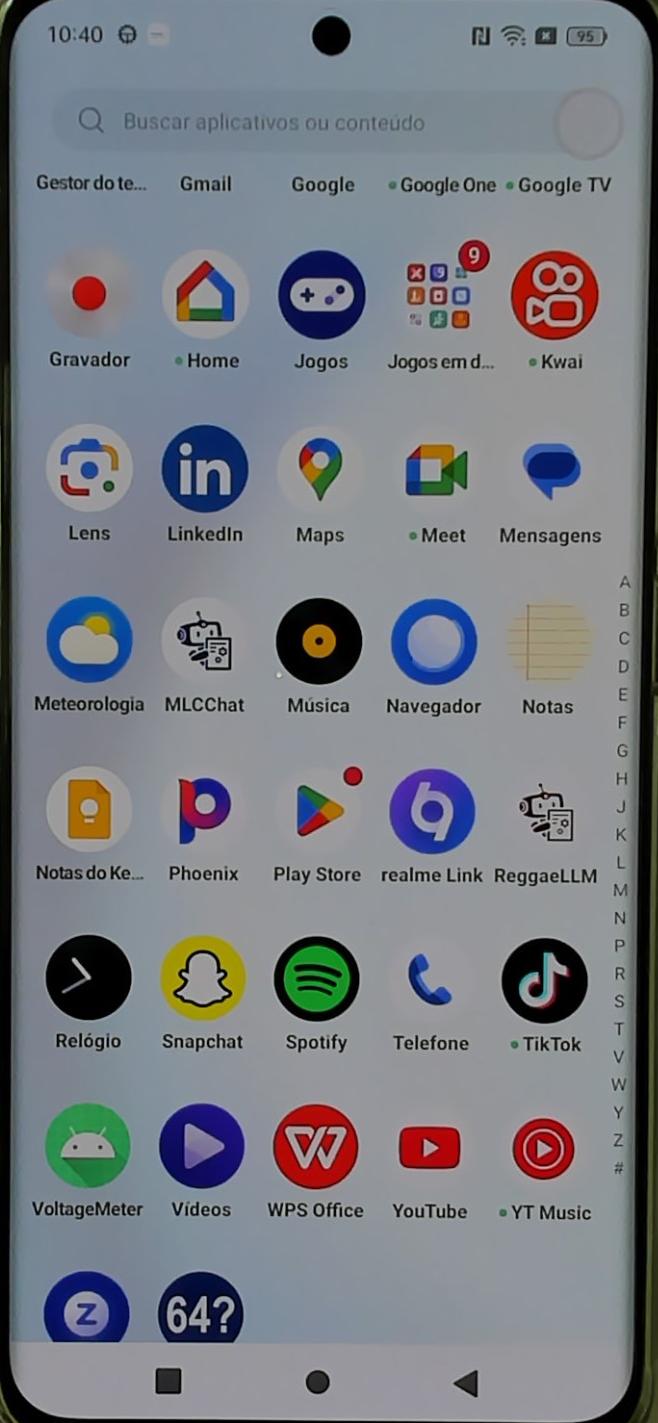 10:40 95
Buscar aplicativos ou conteúdo
Gestor do te... Gmail Google Google One Google TV
9
Gravador Home Jogos Jogos em d... Kwai
in
Lens LinkedIn Maps Meet Mensagens
A
B
C
D
E
F
G
H
J
K
L
M
N
P
R
S
T
V
W
Y
Z
#
Meteorologia MLCChat Música Navegador Notas
Notas do Ke... Phoenix Play Store realme Link ReggaeLLM
Relógio Snapchat Spotify Telefone TikTok
W
VoltageMeter Vídeos WPS Office YouTube YT Music
Z 64?